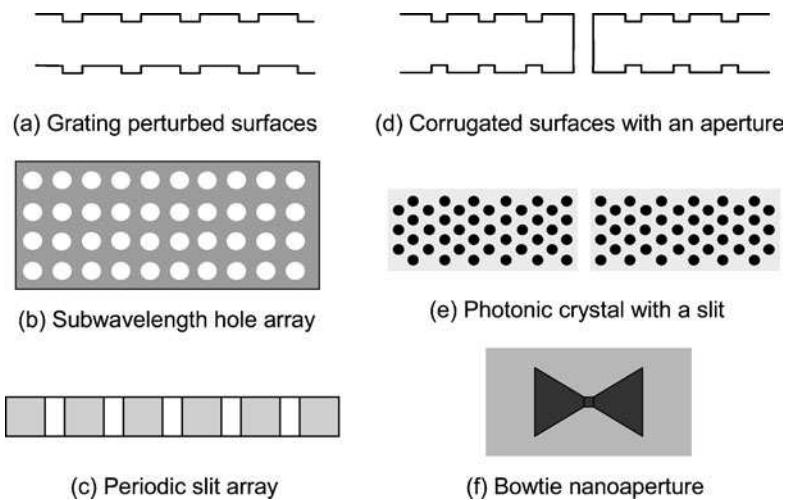 (a) Grating perturbed surfaces
(d) Corrugated surfaces with an aperture
(b) Subwavelength hole array
(e) Photonic crystal with a slit
(c) Periodic slit array
(f) Bowtie nanoaperture